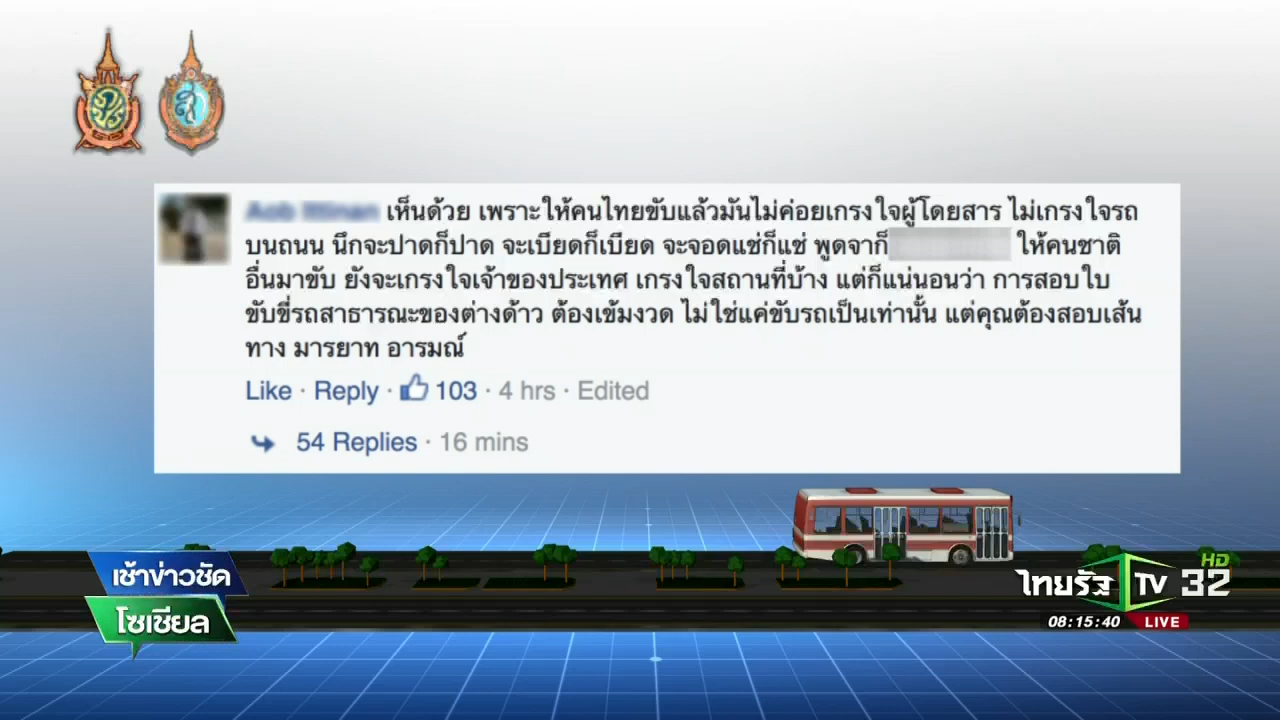 เห็นด้วย เพราะให้คนไทยขับแล้วมันไม่ค่อยเกรงใจผู้โดยสาร ไม่เกรงใจรถ
บนถนน นึกจะปาดก็ปาด จะเบียดก็เบียด จะจอดแช่ก็แช่ พูดจาก็ ให้คนชาติ
อื่นมาขับ ยังจะเกรงใจเจ้าของประเทศ เกรงใจสถานที่บ้าง แต่ก็แน่นอนว่า การสอบใบ
ขับขี่รถสาธารณะของต่างด้าว ต้องเข้มงวด ไม่ใช่แค่ขับรถเป็นเท่านั้น แต่คุณต้องสอบเส้น
ทาง มารยาท อารมณ์
Like · Reply · 103 · 4 hrs · Edited
54 Replies · 16 mins
เช้าข่าวชัด
โซเชียล
ไทยรัฐ TV 32 HD
08:15:40 LIVE